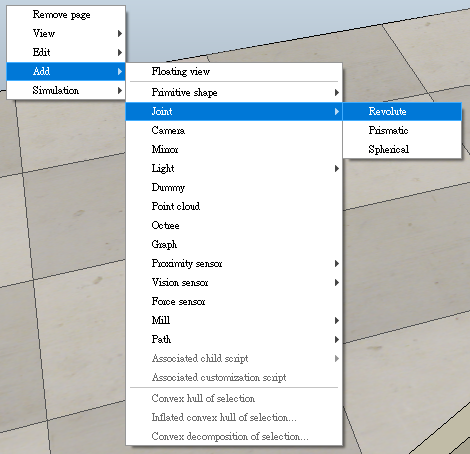 Remove page
View
Edit
Add
Simulation
Floating view
Primitive shape
Joint
Camera
Mirror
Light
Dummy
Point cloud
Octree
Graph
Proximity sensor
Vision sensor
Force sensor
Mill
Path
Associated child script
Associated customization script
Convex hull of selection
Inflated convex hull of selection...
Convex decomposition of selection...
Revolute
Prismatic
Spherical